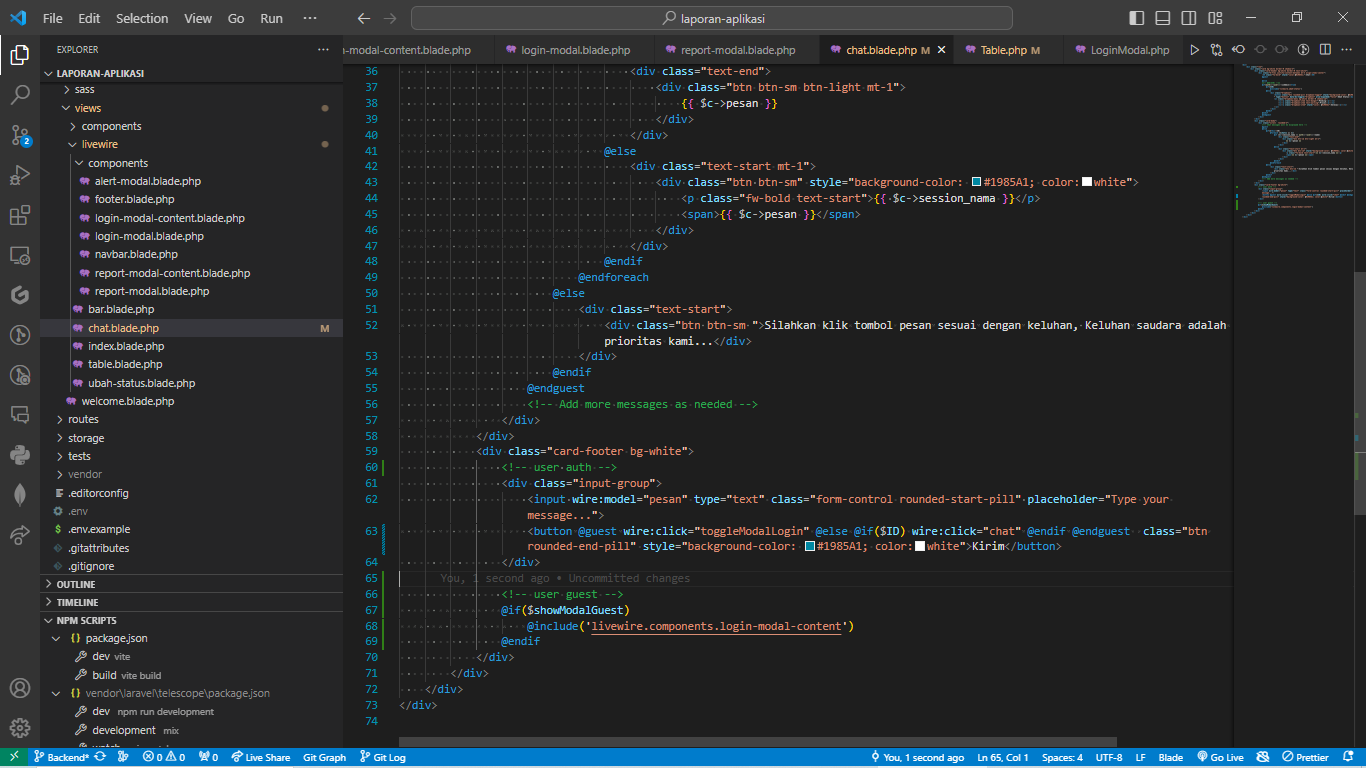 File Edit Selection View Go Run ··· laporan-aplikasi
EXPLORER ···
LAPORAN-APLIKASI
sass
views
components
livewire
components
alert-modal.blade.php
footer.blade.php
login-modal-content.blade.php
login-modal.blade.php
navbar.blade.php
report-modal-content.blade.php
report-modal.blade.php
bar.blade.php
chat.blade.php M
index.blade.php
table.blade.php
ubah-status.blade.php
welcome.blade.php
routes
storage
tests
vendor
.editorconfig
.env
$ .env.example
.gitattributes
.gitignore
OUTLINE
TIMELINE
NPM SCRIPTS
{} package.json
dev vite
build vite build
{} vendor\laravel\telescope\package.json
dev npm run development
development mix
2
n-modal-content.blade.php login-modal.blade.php report-modal.blade.php chat.blade.php M Table.php M LoginModal.php ···
36 <div class="text-end">
37 <div class="btn btn-sm btn-light mt-1">
38 {{ $c->pesan }}
39 </div>
40 </div>
41 @else
42 <div class="text-start mt-1">
43 <div class="btn btn-sm" style="background-color: #1985A1; color: white">
44 <p class="fw-bold text-start">{{ $c->session_nama }}</p>
45 <span>{{ $c->pesan }}</span>
46 </div>
47 </div>
48 @endif
49 @endforeach
50 @else
51 <div class="text-start">
52 <div class="btn btn-sm ">Silahkan klik tombol pesan sesuai dengan keluhan, Keluhan saudara adalah
prioritas kami...</div>
53 </div>
54 @endif
55 @endguest
56 <!-- Add more messages as needed -->
57 </div>
58 </div>
59 <div class="card-footer bg-white">
60 <!-- user auth -->
61 <div class="input-group">
62 <input wire:model="pesan" type="text" class="form-control rounded-start-pill" placeholder="Type your
message...">
63 <button @guest wire:click="toggleModalLogin" @else @if($ID) wire:click="chat" @endif @endguest class="btn
rounded-end-pill" style="background-color: #1985A1; color: white">Kirim</button>
64 </div>
65 You, 1 second ago • Uncommitted changes
66 <!-- user guest -->
67 @if($showModalGuest)
68 @include('livewire.components.login-modal-content')
69 @endif
70 </div>
71 </div>
72 </div>
73 </div>
74
Backend* 0 0 0 Live Share Git Graph Git Log You, 1 second ago Ln 65, Col 1 Spaces: 4 UTF-8 LF Blade Go Live Prettier